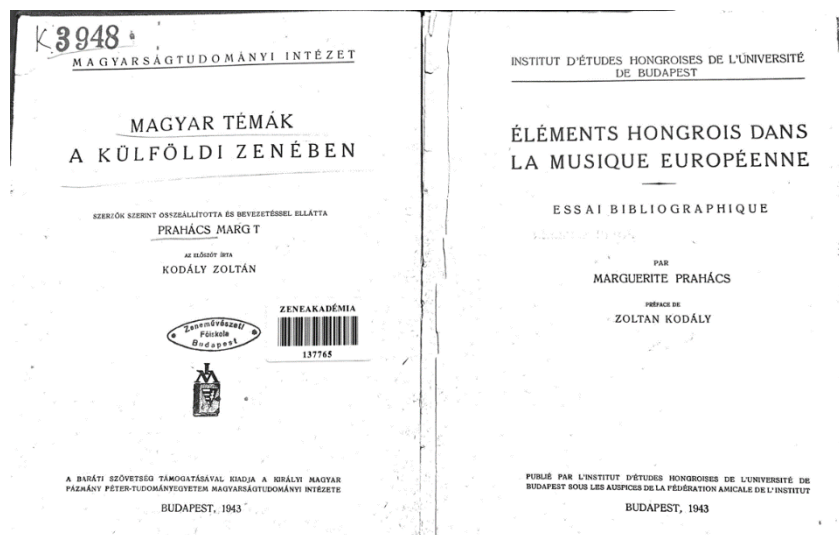 K 3948
MAGYARSÁGTUDOMÁNYI INTÉZET
MAGYAR TÉMÁK
A KÜLFÖLDI ZENÉBEN
SZERZŐK SZERINT ÖSSZEÁLLÍTOTTA ÉS BEVEZETÉSSEL ELLÁTTA
PRAHÁCS MARG T
AZ ELŐSZÓT ÍRTA
KODÁLY ZOLTÁN
Zeneművészeti
Főiskola
Budapest
ZENEAKADÉMIA
137765
A BARÁTI SZÖVETSÉG TÁMOGATÁSÁVAL KIADJA A KIRÁLYI MAGYAR
PÁZMÁNY PÉTER-TUDOMÁNYEGYETEM MAGYARSÁGTUDOMÁNYI INTÉZETE
BUDAPEST, 1943
INSTITUT D'ÉTUDES HONGROISES DE L'UNIVERSITÉ
DE BUDAPEST
ÉLÉMENTS HONGROIS DANS
LA MUSIQUE EUROPÉENNE
ESSAI BIBLIOGRAPHIQUE
PAR
MARGUERITE PRAHÁCS
PRÉFACE DE
ZOLTAN KODÁLY
PUBLIÉ PAR L'INSTITUT D'ÉTUDES HONGROISES DE L'UNIVERSITÉ DE
BUDAPEST SOUS LES AUSPICES DE LA FÉDÉRATION AMICALE DE L'INSTITUT
BUDAPEST, 1943